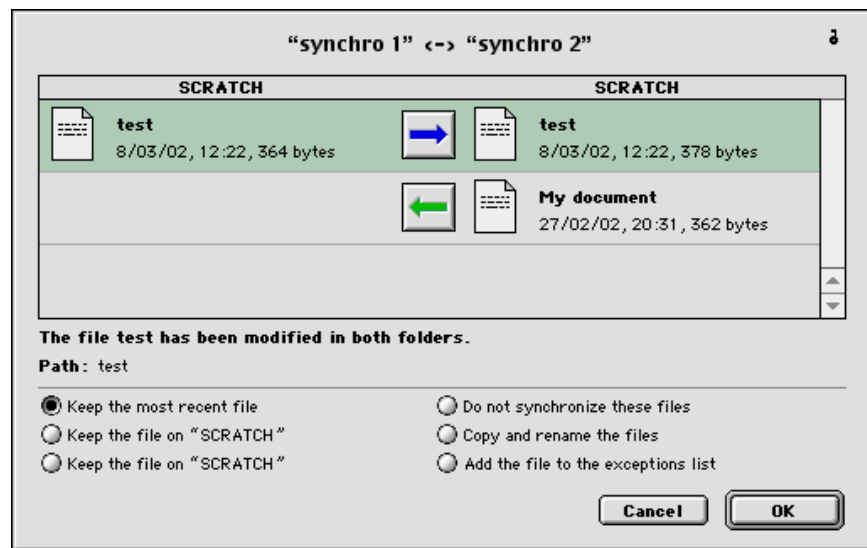 “synchro 1” <-> “synchro 2”
SCRATCH SCRATCH
test test
8/03/02, 12:22, 364 bytes 8/03/02, 12:22, 378 bytes
My document
27/02/02, 20:31, 362 bytes
The file test has been modified in both folders.
Path: test
Keep the most recent file Do not synchronize these files
Keep the file on “SCRATCH” Copy and rename the files
Keep the file on “SCRATCH” Add the file to the exceptions list
Cancel OK